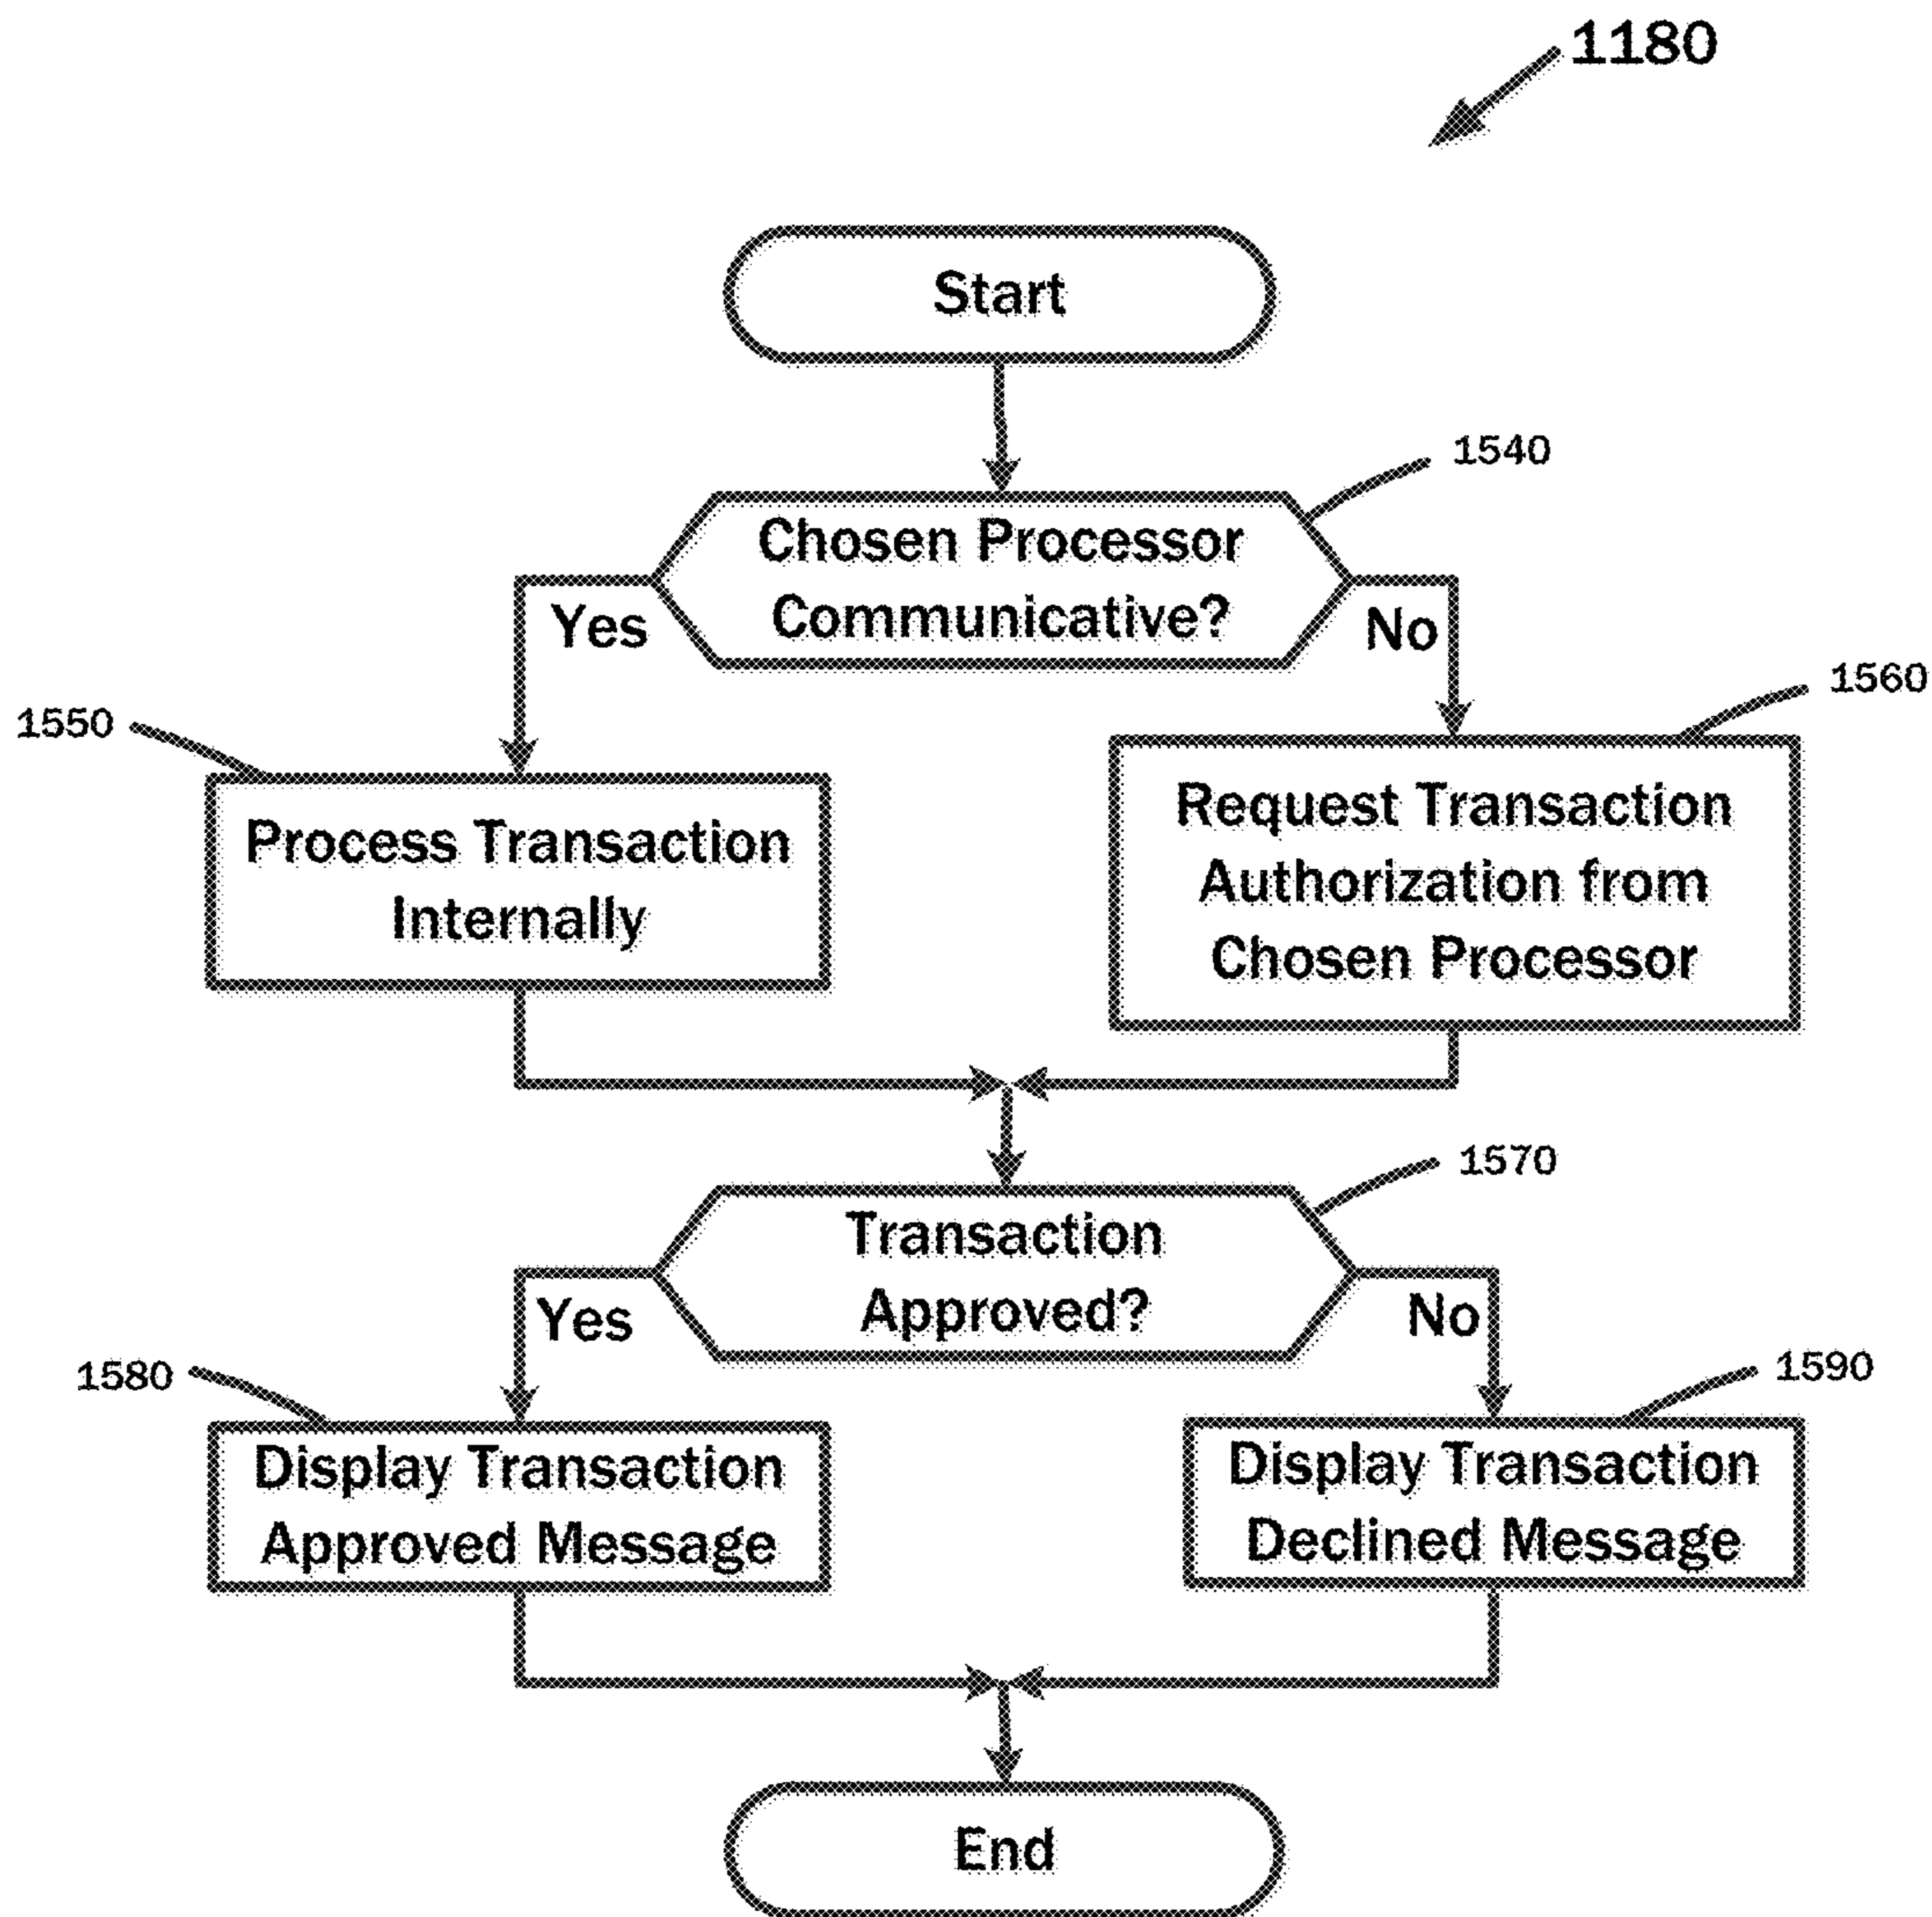 1180
Start
1540
Chosen Processor
Communicative?
Yes
No
1560
1550
Request Transaction
Authorization from
Chosen Processor
Process Transaction
Internally
1570
Transaction
Approved?
Yes
No
1580
1590
Display Transaction
Approved Message
Display Transaction
Declined Message
End